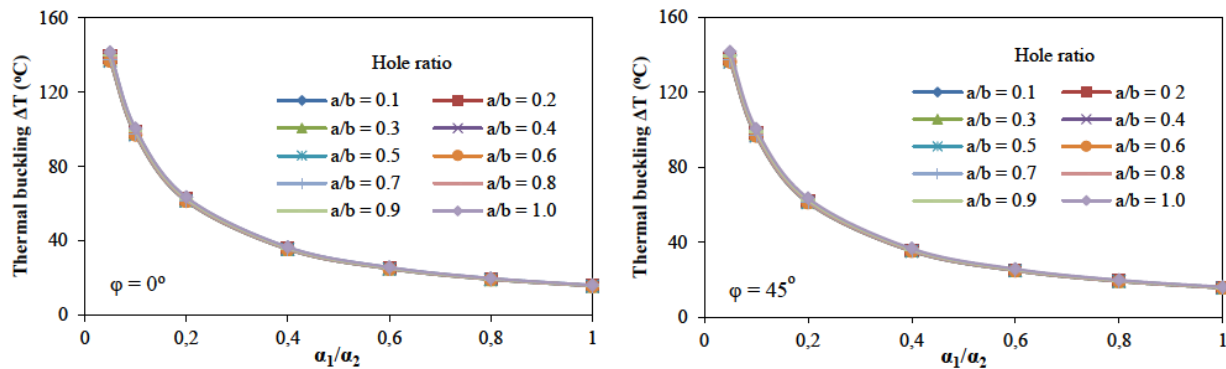 Thermal buckling ΔT (ºC)
160
120
80
40
0
Hole ratio
a/b = 0.1 a/b = 0.2
a/b = 0.3 a/b = 0.4
a/b = 0.5 a/b = 0.6
a/b = 0.7 a/b = 0.8
a/b = 0.9 a/b = 1.0
φ = 0º
0 0,2 0,4 0,6 0,8 1
α1/α2
Thermal buckling ΔT (ºC)
160
120
80
40
0
Hole ratio
a/b = 0.1 a/b = 0 2
a/b = 0.3 a/b = 0.4
a/b = 0.5 a/b = 0.6
a/b = 0.7 a/b = 0.8
a/b = 0.9 a/b = 1.0
φ = 45º
0 0,2 0,4 0,6 0,8 1
α1/α2